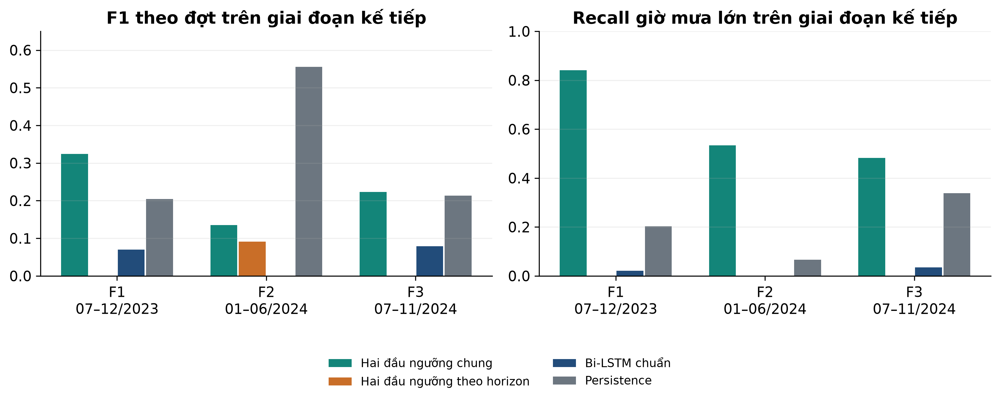 F1 theo đợt trên giai đoạn kế tiếp
0.6
0.5
0.4
0.3
0.2
0.1
0.0
F1
07–12/2023
F2
01–06/2024
F3
07–11/2024
Recall giờ mưa lớn trên giai đoạn kế tiếp
1.0
0.8
0.6
0.4
0.2
0.0
F1
07–12/2023
F2
01–06/2024
F3
07–11/2024
Hai đầu ngưỡng chung
Hai đầu ngưỡng theo horizon
Bi-LSTM chuẩn
Persistence